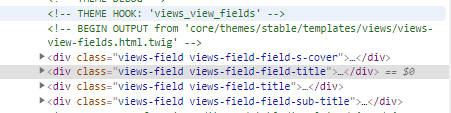 <!-- THEME HOOK: 'views_view_fields' -->
<!-- BEGIN OUTPUT from 'core/themes/stable/templates/views/views-
view-fields.html.twig' -->
▶<div class="views-field views-field-field-s-cover">…</div>
▶<div class="views-field views-field-field-title">…</div> == $0
▶<div class="views-field views-field-title">…</div>
▶<div class="views-field views-field-field-sub-title">…</div>